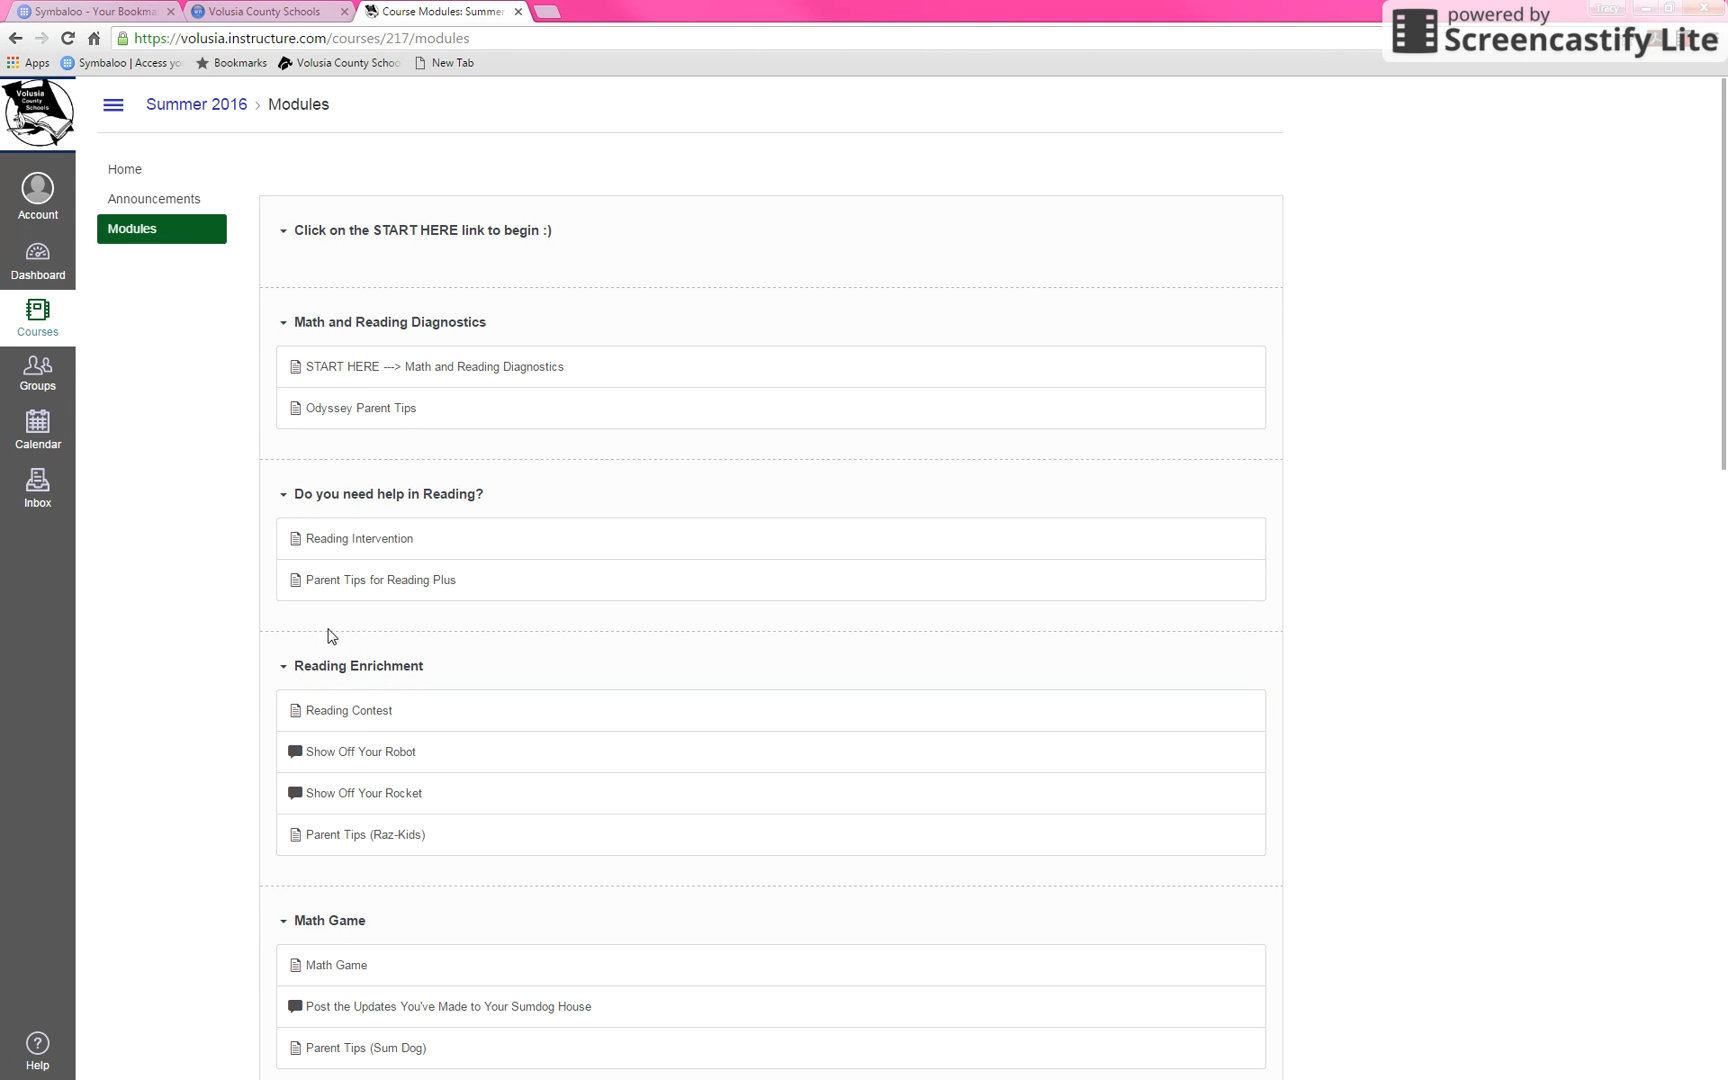 Symbaloo - Your Bookma
Volusia County Schools
Course Modules: Summer
Tracy
powered by
Screencastify Lite
https://volusia.instructure.com/courses/217/modules
Apps
Symbaloo | Access yo
Bookmarks
Volusia County Schoo
New Tab
Volusia
County
Schools
Summer 2016 › Modules
Home
Announcements
Modules
Account
Dashboard
Courses
Groups
Calendar
Inbox
Help
Click on the START HERE link to begin :)
Math and Reading Diagnostics
START HERE ---> Math and Reading Diagnostics
Odyssey Parent Tips
Do you need help in Reading?
Reading Intervention
Parent Tips for Reading Plus
Reading Enrichment
Reading Contest
Show Off Your Robot
Show Off Your Rocket
Parent Tips (Raz-Kids)
Math Game
Math Game
Post the Updates You've Made to Your Sumdog House
Parent Tips (Sum Dog)